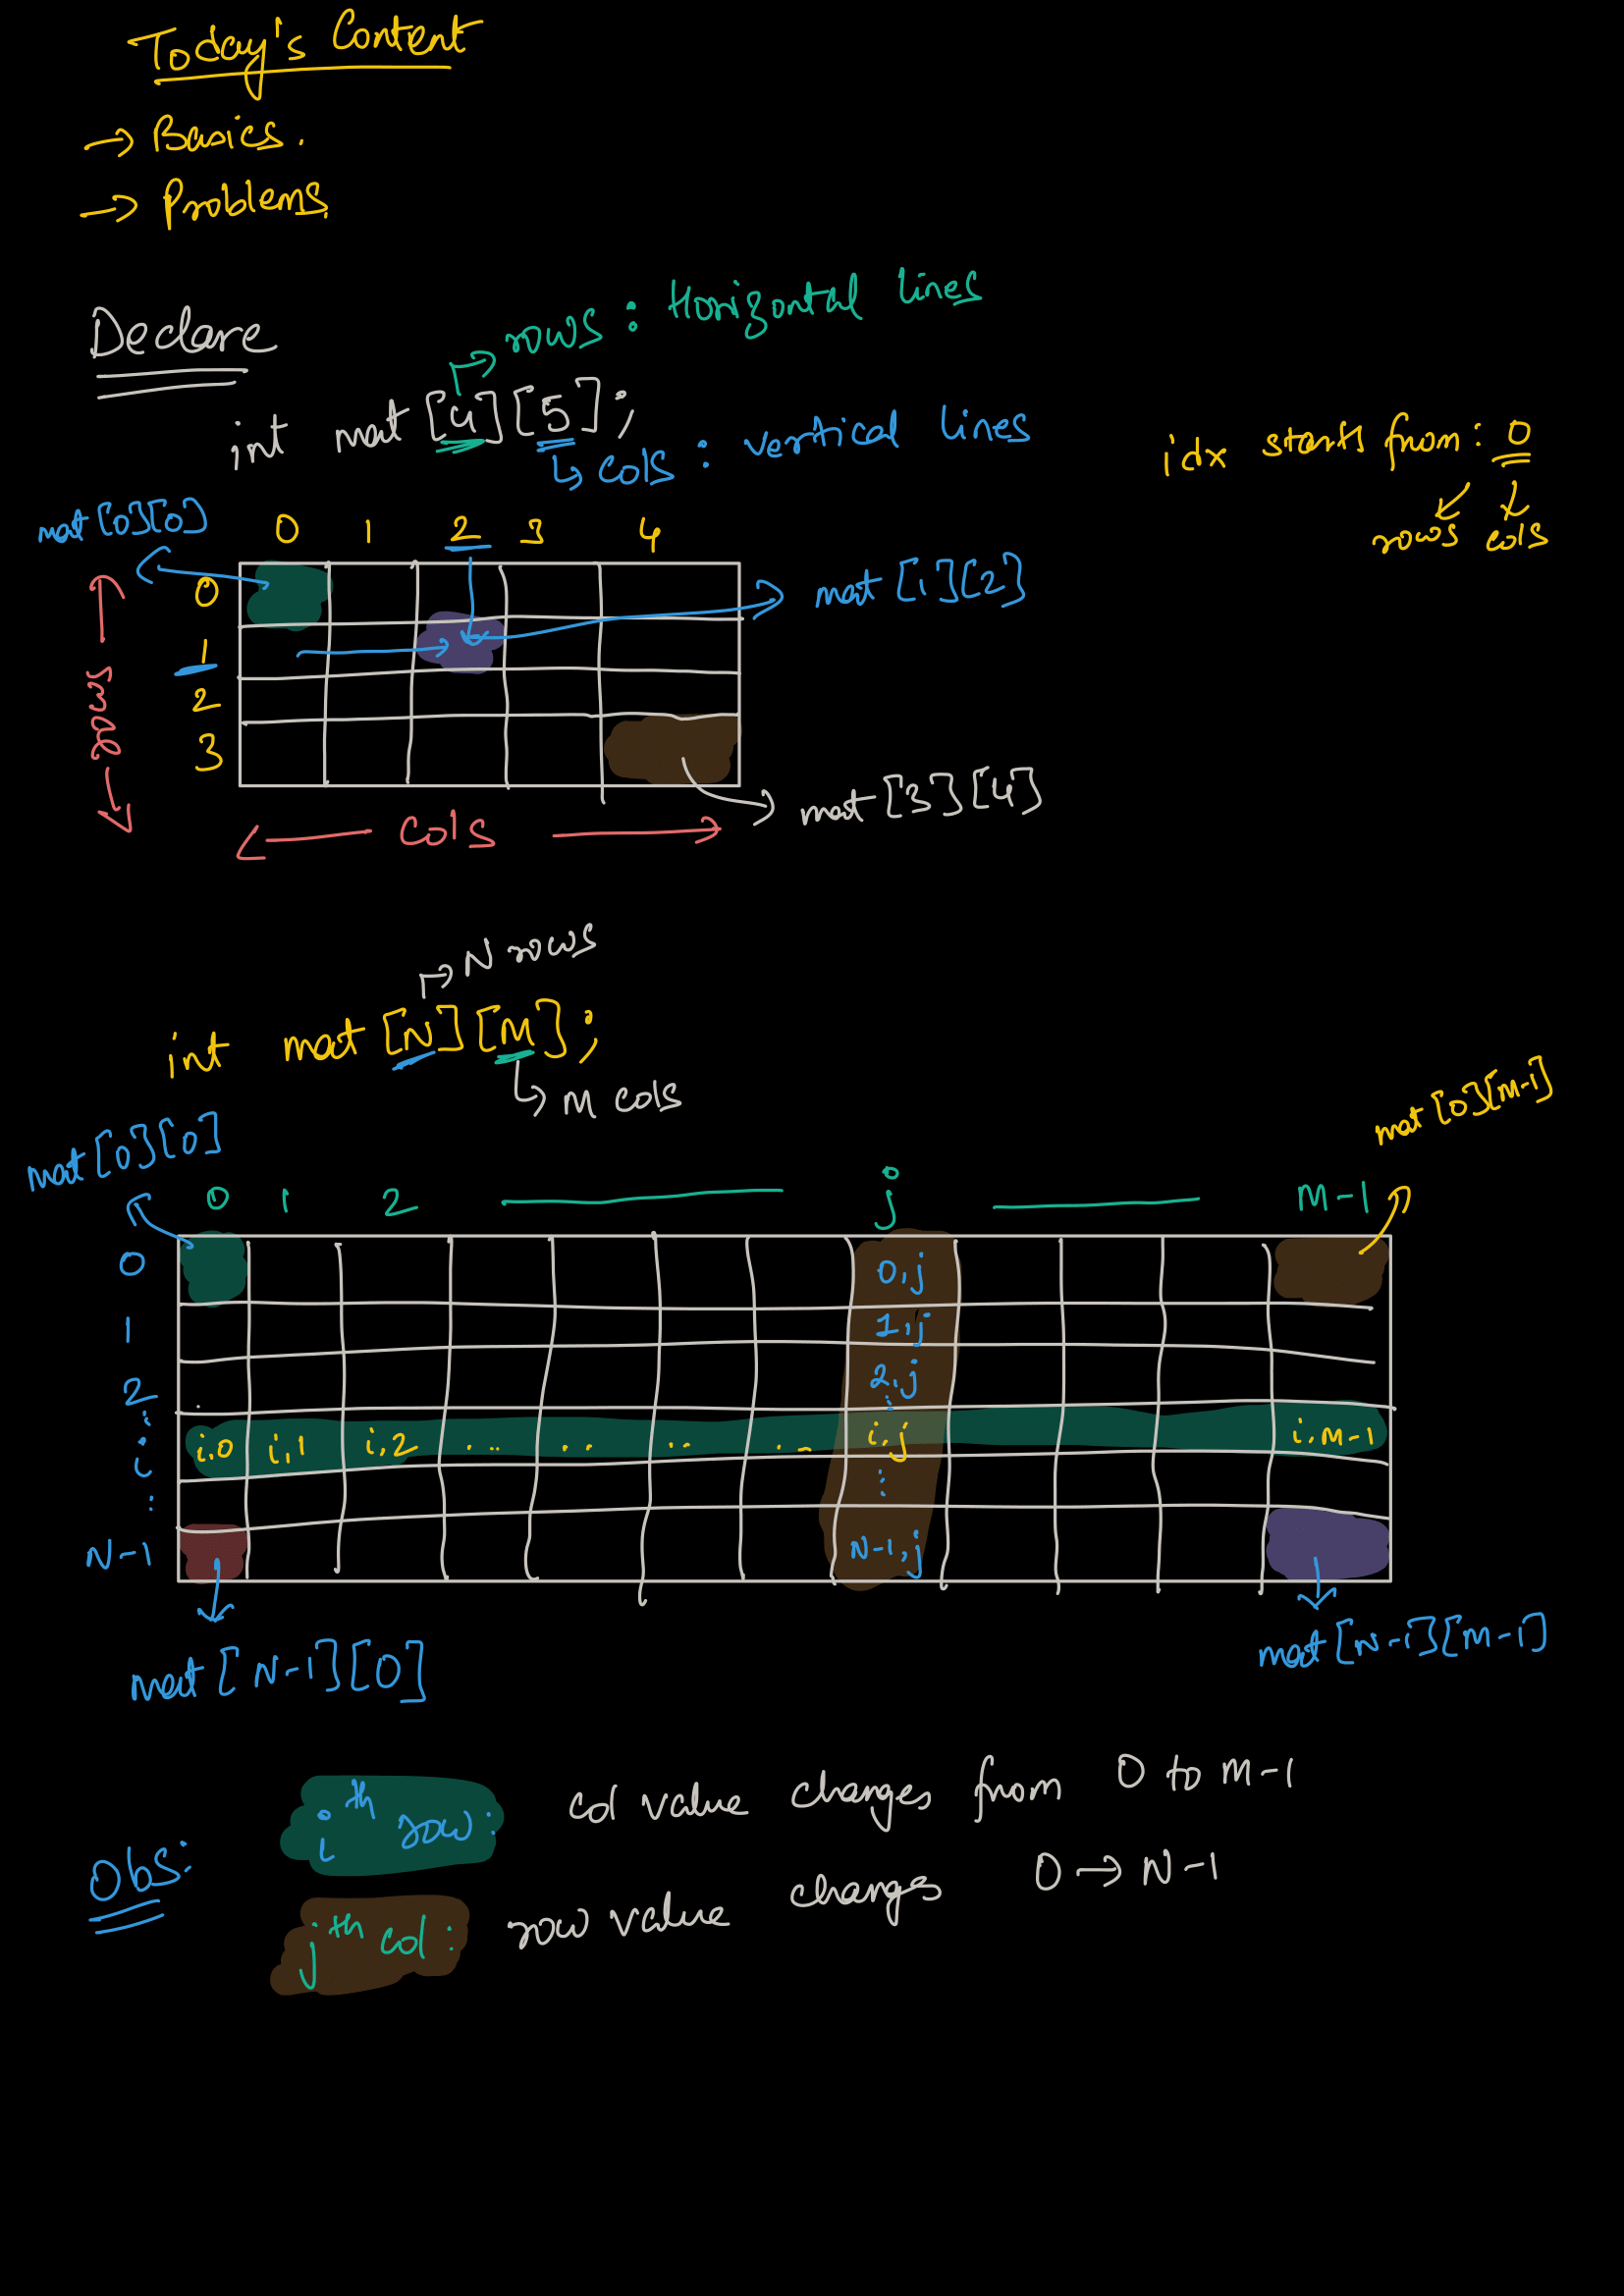 Today's Content
→ Basics.
→ Problems.
Declare
↱ rows : Horizontal lines
int mat [4][5];
↳ cols : vertical lines
idx starts from: 0
rows cols
mat[0][0]
0 1 2 3 4
0
1
2
3
rows
mat [1][2]
mat [3][4]
cols
↱ N rows
int mat [N][M];
↳ M cols
mat [0][0]
mat [0][M-1]
0 1 2 j M-1
0 0,j
1 1,j
2 2,j
:
i i,0 i,1 i,2 ... .. .. .. i,j i,M-1
: :
N-1 N-1,j
mat [N-1][0]
mat [N-1][M-1]
Obs:
ith row: col value changes from 0 to M-1
jth col: row value changes 0 → N-1